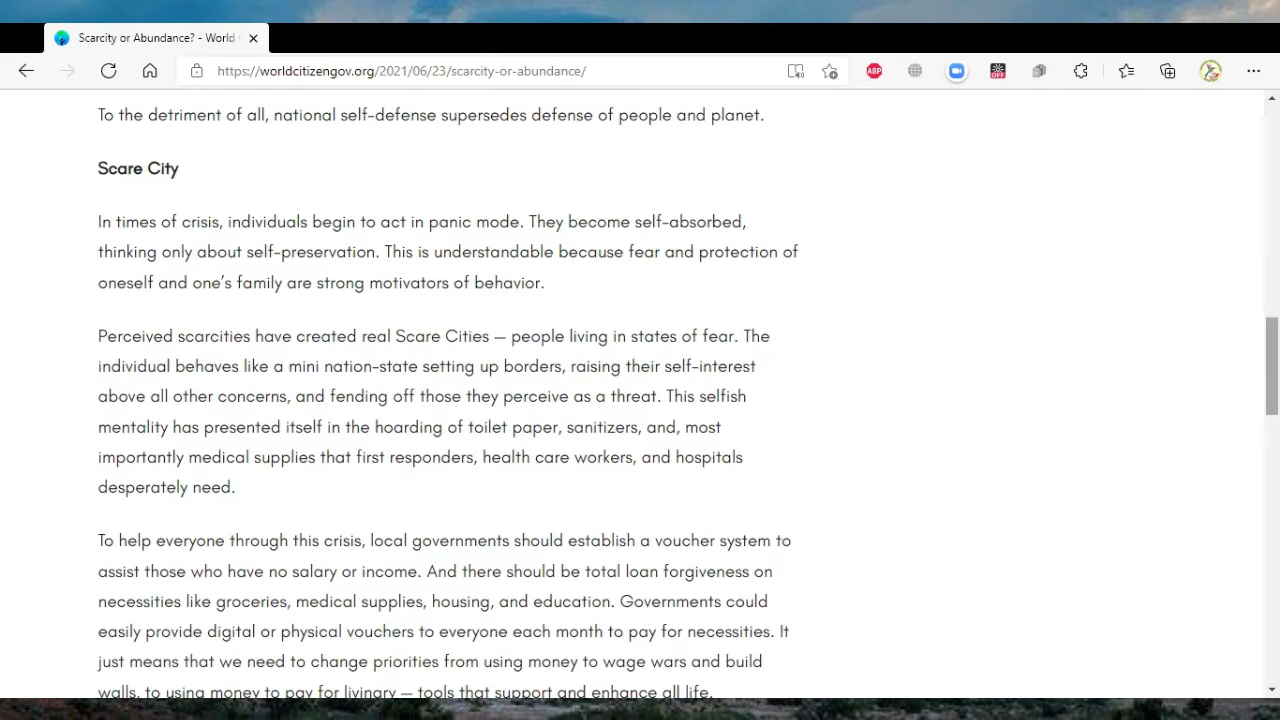 Scarcity or Abundance? - World
https://worldcitizengov.org/2021/06/23/scarcity-or-abundance/
ABP
OFF
To the detriment of all, national self-defense supersedes defense of people and planet.
Scare City
In times of crisis, individuals begin to act in panic mode. They become self-absorbed,
thinking only about self-preservation. This is understandable because fear and protection of
oneself and one's family are strong motivators of behavior.
Perceived scarcities have created real Scare Cities — people living in states of fear. The
individual behaves like a mini nation-state setting up borders, raising their self-interest
above all other concerns, and fending off those they perceive as a threat. This selfish
mentality has presented itself in the hoarding of toilet paper, sanitizers, and, most
importantly medical supplies that first responders, health care workers, and hospitals
desperately need.
To help everyone through this crisis, local governments should establish a voucher system to
assist those who have no salary or income. And there should be total loan forgiveness on
necessities like groceries, medical supplies, housing, and education. Governments could
easily provide digital or physical vouchers to everyone each month to pay for necessities. It
just means that we need to change priorities from using money to wage wars and build
walls, to using money to pay for livingry — tools that support and enhance all life.